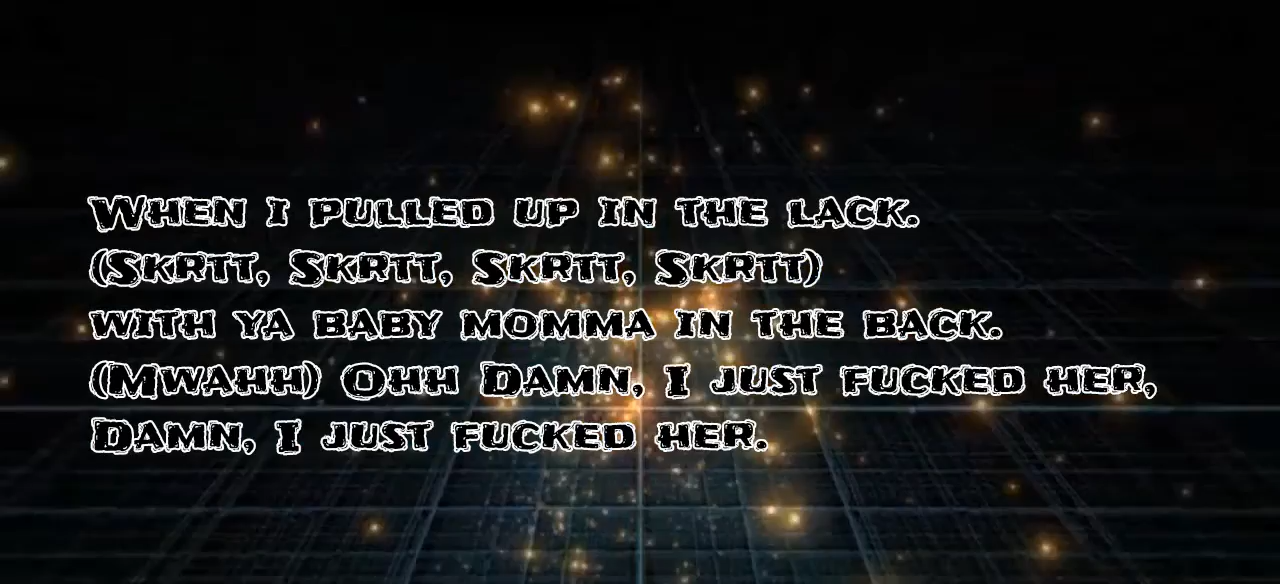 When I pulled up in the lack.
(Skrtt, Skrtt, Skrtt, Skrtt)
with ya baby momma in the back.
(Mwahh) Ohh Damn, I just fucked her,
Damn, I just fucked her.